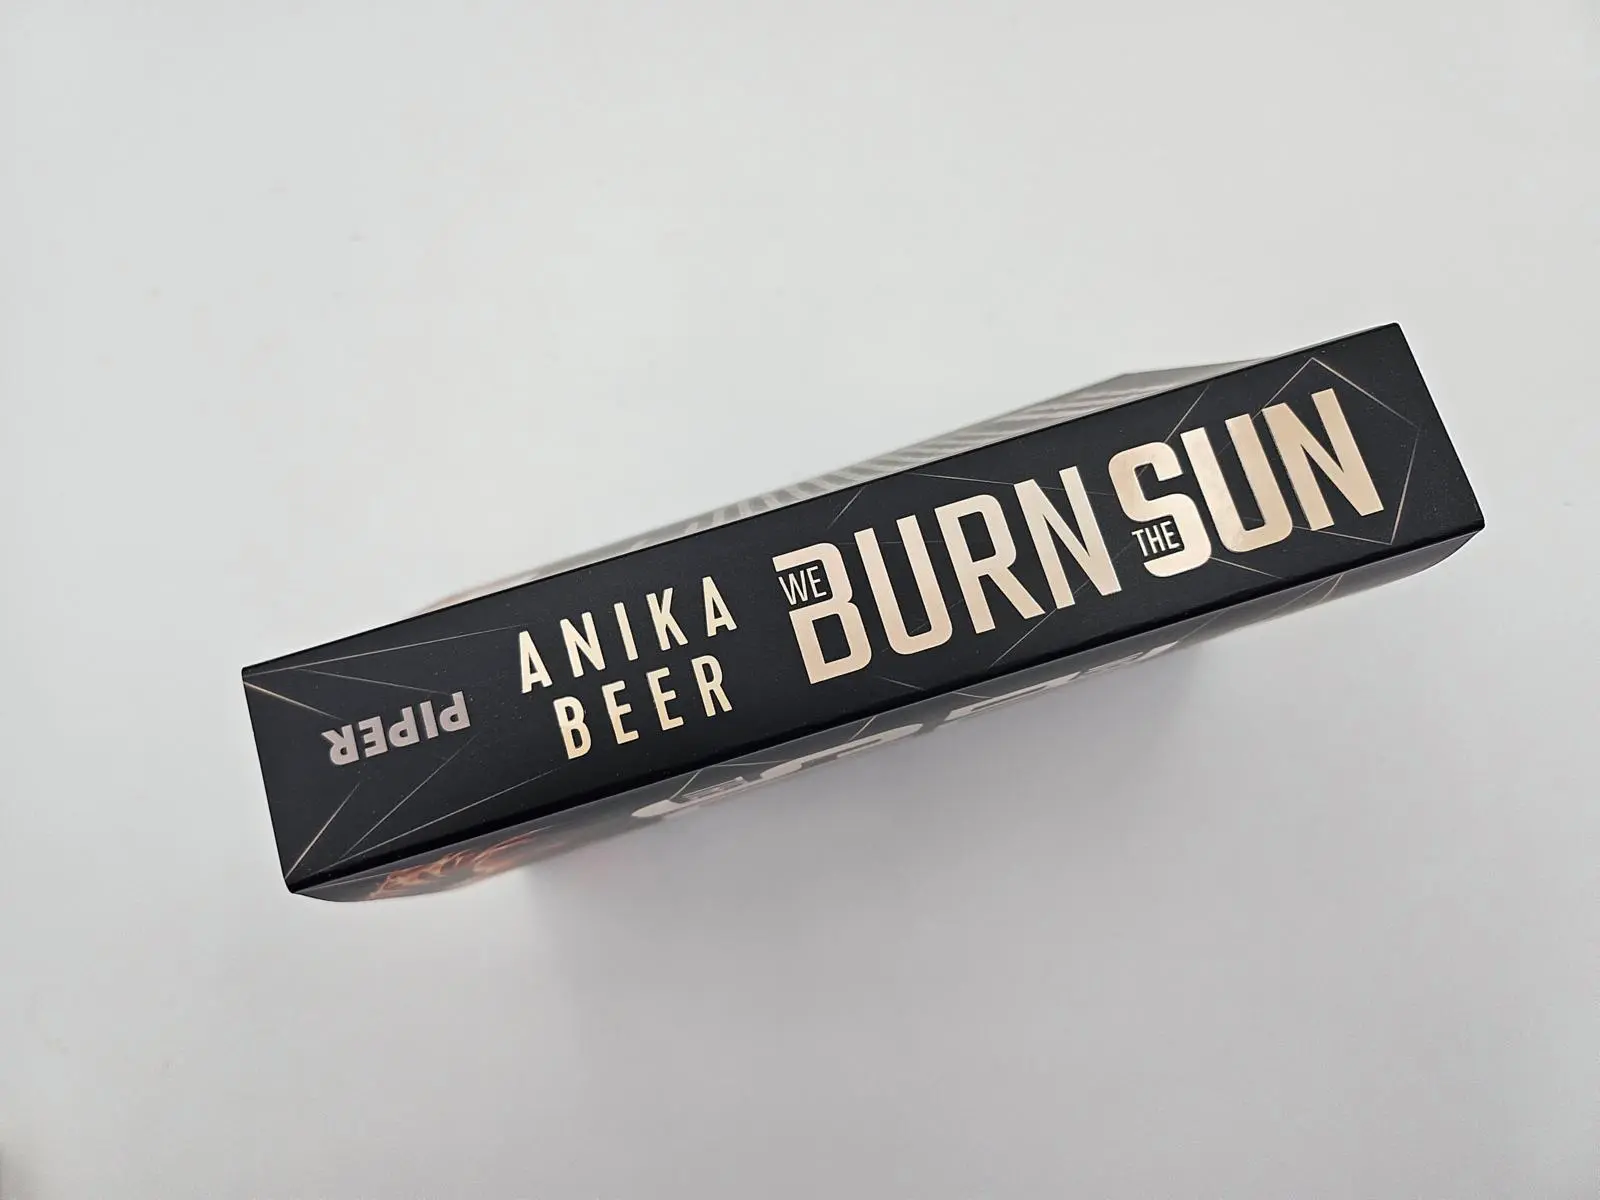 PIPER
ANIKA
BEER
WE BURN THE SUN